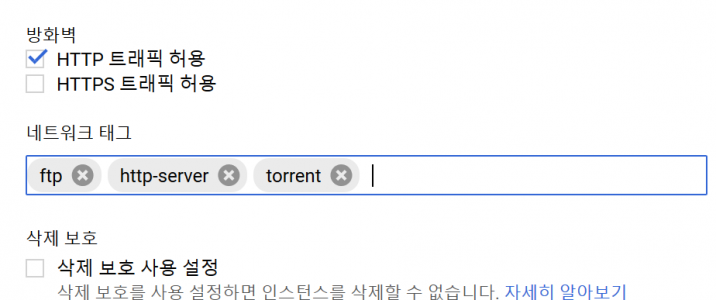 방화벽
HTTP 트래픽 허용
HTTPS 트래픽 허용
네트워크 태그
ftp http-server torrent
삭제 보호
삭제 보호 사용 설정
삭제 보호를 사용 설정하면 인스턴스를 삭제할 수 없습니다. 자세히 알아보기